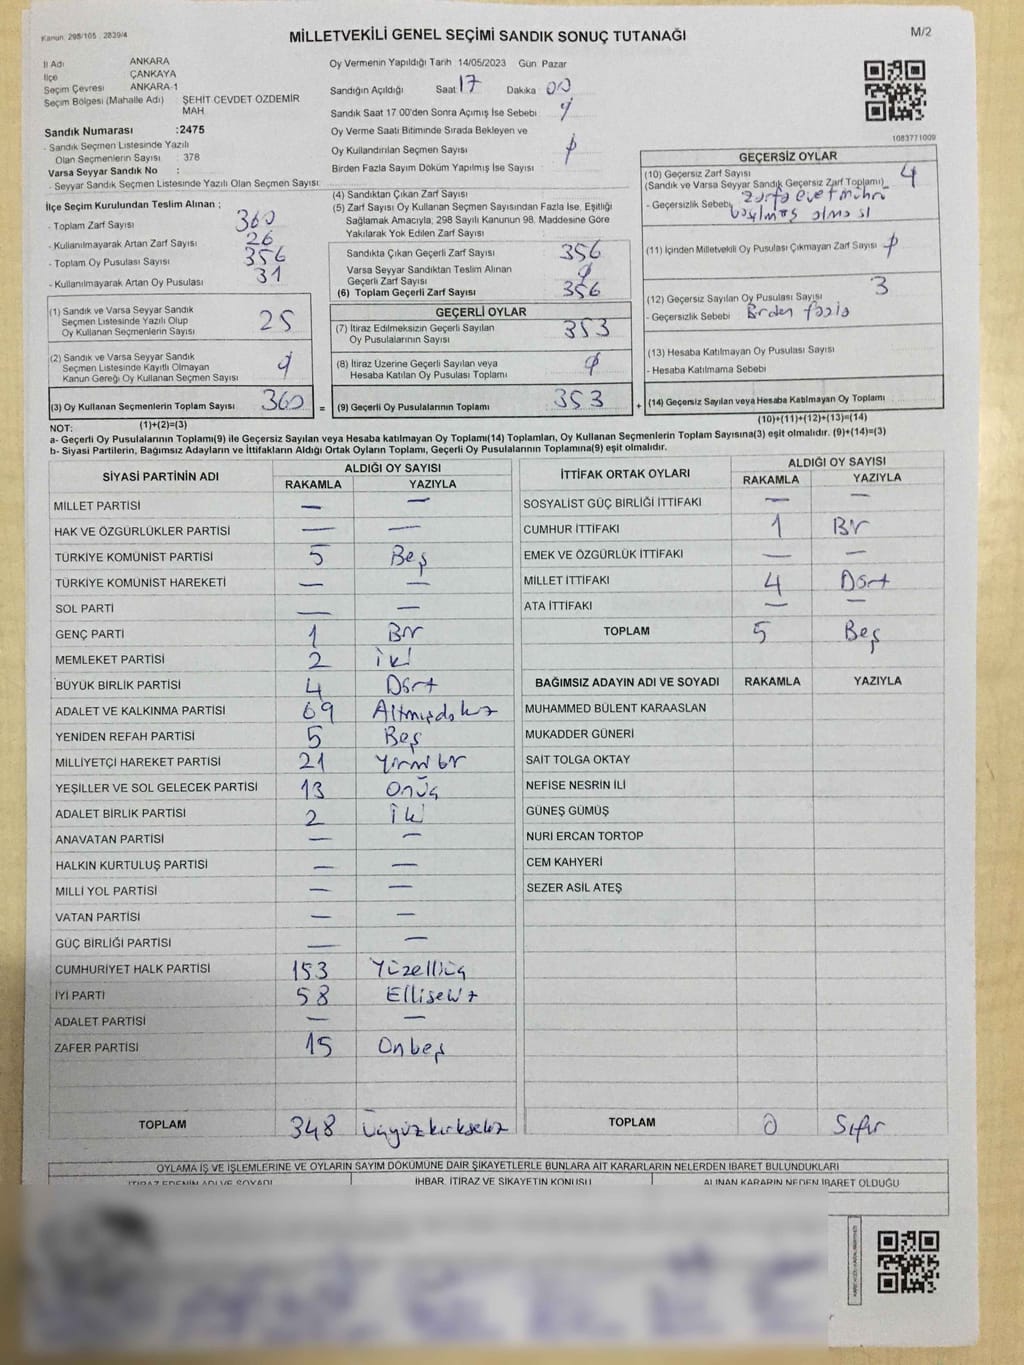 Kanun: 298/105 , 2839/4
MİLLETVEKİLİ GENEL SEÇİMİ SANDIK SONUÇ TUTANAĞI
M/2
İl Adı ANKARA
İlçe ÇANKAYA
Seçim Çevresi ANKARA-1
Seçim Bölgesi (Mahalle Adı) ŞEHİT CEVDET ÖZDEMİR MAH
Sandık Numarası :2475
- Sandık Seçmen Listesinde Yazılı
Olan Seçmenlerin Sayısı : 378
Varsa Seyyar Sandık No :
- Seyyar Sandık Seçmen Listesinde Yazılı Olan Seçmen Sayısı:
İlçe Seçim Kurulundan Teslim Alınan ;
- Toplam Zarf Sayısı 360
- Kullanılmayarak Artan Zarf Sayısı 26
- Toplam Oy Pusulası Sayısı 356
- Kullanılmayarak Artan Oy Pusulası 31
(1) Sandık ve Varsa Seyyar Sandık
Seçmen Listesinde Yazılı Olup
Oy Kullanan Seçmenlerin Sayısı 25
(2) Sandık ve Varsa Seyyar Sandık
Seçmen Listesinde Kayıtlı Olmayan
Kanun Gereği Oy Kullanan Seçmen Sayısı
(3) Oy Kullanan Seçmenlerin Toplam Sayısı 360 =
(1)+(2)=(3)
Oy Vermenin Yapıldığı Tarih 14/05/2023 Gün Pazar
Sandığın Açıldığı Saat 17 Dakika 00
Sandık Saat 17 00'den Sonra Açımış İse Sebebi
Oy Verme Saati Bitiminde Sırada Bekleyen ve
Oy Kullandırılan Seçmen Sayısı
Birden Fazla Sayım Döküm Yapılmış İse Sayısı
(4) Sandıktan Çıkan Zarf Sayısı
(5) Zarf Sayısı Oy Kullanan Seçmen Sayısından Fazla İse, Eşitliği
Sağlamak Amacıyla; 298 Sayılı Kanunun 98. Maddesine Göre
Yakılarak Yok Edilen Zarf Sayısı
Sandıkta Çıkan Geçerli Zarf Sayısı 356
Varsa Seyyar Sandıktan Teslim Alınan
Geçerli Zarf Sayısı
(6) Toplam Geçerli Zarf Sayısı 356
GEÇERLİ OYLAR
(7) İtiraz Edilmeksizin Geçerli Sayılan
Oy Pusulalarının Sayısı 353
(8) İtiraz Üzerine Geçerli Sayılan veya
Hesaba Katılan Oy Pusulası Toplamı
(9) Geçerli Oy Pusulalarının Toplamı 353 +
1083771009
GEÇERSİZ OYLAR
(10) Geçersiz Zarf Sayısı 4
(Sandık ve Varsa Seyyar Sandık Geçersiz Zarf Toplamı)
- Geçersizlik Sebebi Zarfa evet mührü
olması
(11) İçinden Milletvekili Oy Pusulası Çıkmayan Zarf Sayısı
(12) Geçersiz Sayılan Oy Pusulası Sayısı 3
- Geçersizlik Sebebi Birden fazla
(13) Hesaba Katılmayan Oy Pusulası Sayısı
- Hesaba Katılmama Sebebi
(14) Geçersiz Sayılan veya Hesaba Katılmayan Oy Toplamı
(10)+(11)+(12)+(13)=(14)
NOT:
a- Geçerli Oy Pusulalarının Toplamı(9) ile Geçersiz Sayılan veya Hesaba katılmayan Oy Toplamı(14) Toplamları, Oy Kullanan Seçmenlerin Toplam Sayısına(3) eşit olmalıdır. (9)+(14)=(3)
b- Siyasi Partilerin, Bağımsız Adayların ve İttifakların Aldığı Ortak Oyların Toplamı, Geçerli Oy Pusulalarının Toplamına(9) eşit olmalıdır.
SİYASİ PARTİNİN ADI ALDIĞI OY SAYISI
RAKAMLA YAZIYLA
MİLLET PARTİSİ — —
HAK VE ÖZGÜRLÜKLER PARTİSİ — —
TÜRKİYE KOMÜNİST PARTİSİ 5 Beş
TÜRKİYE KOMÜNİST HAREKETİ — —
SOL PARTİ — —
GENÇ PARTİ 1 Bir
MEMLEKET PARTİSİ 2 iki
BÜYÜK BİRLİK PARTİSİ 4 Dört
ADALET VE KALKINMA PARTİSİ 69 Altmışdokuz
YENİDEN REFAH PARTİSİ 5 Beş
MİLLİYETÇİ HAREKET PARTİSİ 21 Yirmibir
YEŞİLLER VE SOL GELECEK PARTİSİ 13 Onüç
ADALET BİRLİK PARTİSİ 2 iki
ANAVATAN PARTİSİ — —
HALKIN KURTULUŞ PARTİSİ — —
MİLLİ YOL PARTİSİ — —
VATAN PARTİSİ — —
GÜÇ BİRLİĞİ PARTİSİ — —
CUMHURİYET HALK PARTİSİ 153 Yüzelliüç
İYİ PARTİ 58 Ellisekiz
ADALET PARTİSİ — —
ZAFER PARTİSİ 15 Onbeş
TOPLAM 348 Üçyüzkırksekiz
İTTİFAK ORTAK OYLARI ALDIĞI OY SAYISI
RAKAMLA YAZIYLA
SOSYALİST GÜÇ BİRLİĞİ İTTİFAKI — —
CUMHUR İTTİFAKI 1 Bir
EMEK VE ÖZGÜRLÜK İTTİFAKI — —
MİLLET İTTİFAKI 4 Dört
ATA İTTİFAKI — —
TOPLAM 5 Beş
BAĞIMSIZ ADAYIN ADI VE SOYADI RAKAMLA YAZIYLA
MUHAMMED BÜLENT KARAASLAN
MUKADDER GÜNERİ
SAİT TOLGA OKTAY
NEFİSE NESRİN İLİ
GÜNEŞ GÜMÜŞ
NURİ ERCAN TORTOP
CEM KAHYERİ
SEZER ASIL ATEŞ
TOPLAM 0 Sıfır
OYLAMA İŞ VE İŞLEMLERİNE VE OYLARIN SAYIM DÖKÜMÜNE DAİR ŞİKAYETLERLE BUNLARA AİT KARARLARIN NELERDEN İBARET BULUNDUKLARI
İTİRAZ EDENİN ADI VE SOYADI İHBAR, İTİRAZ VE ŞİKAYETİN KONUSU ALINAN KARARIN NEDEN İBARET OLDUĞU